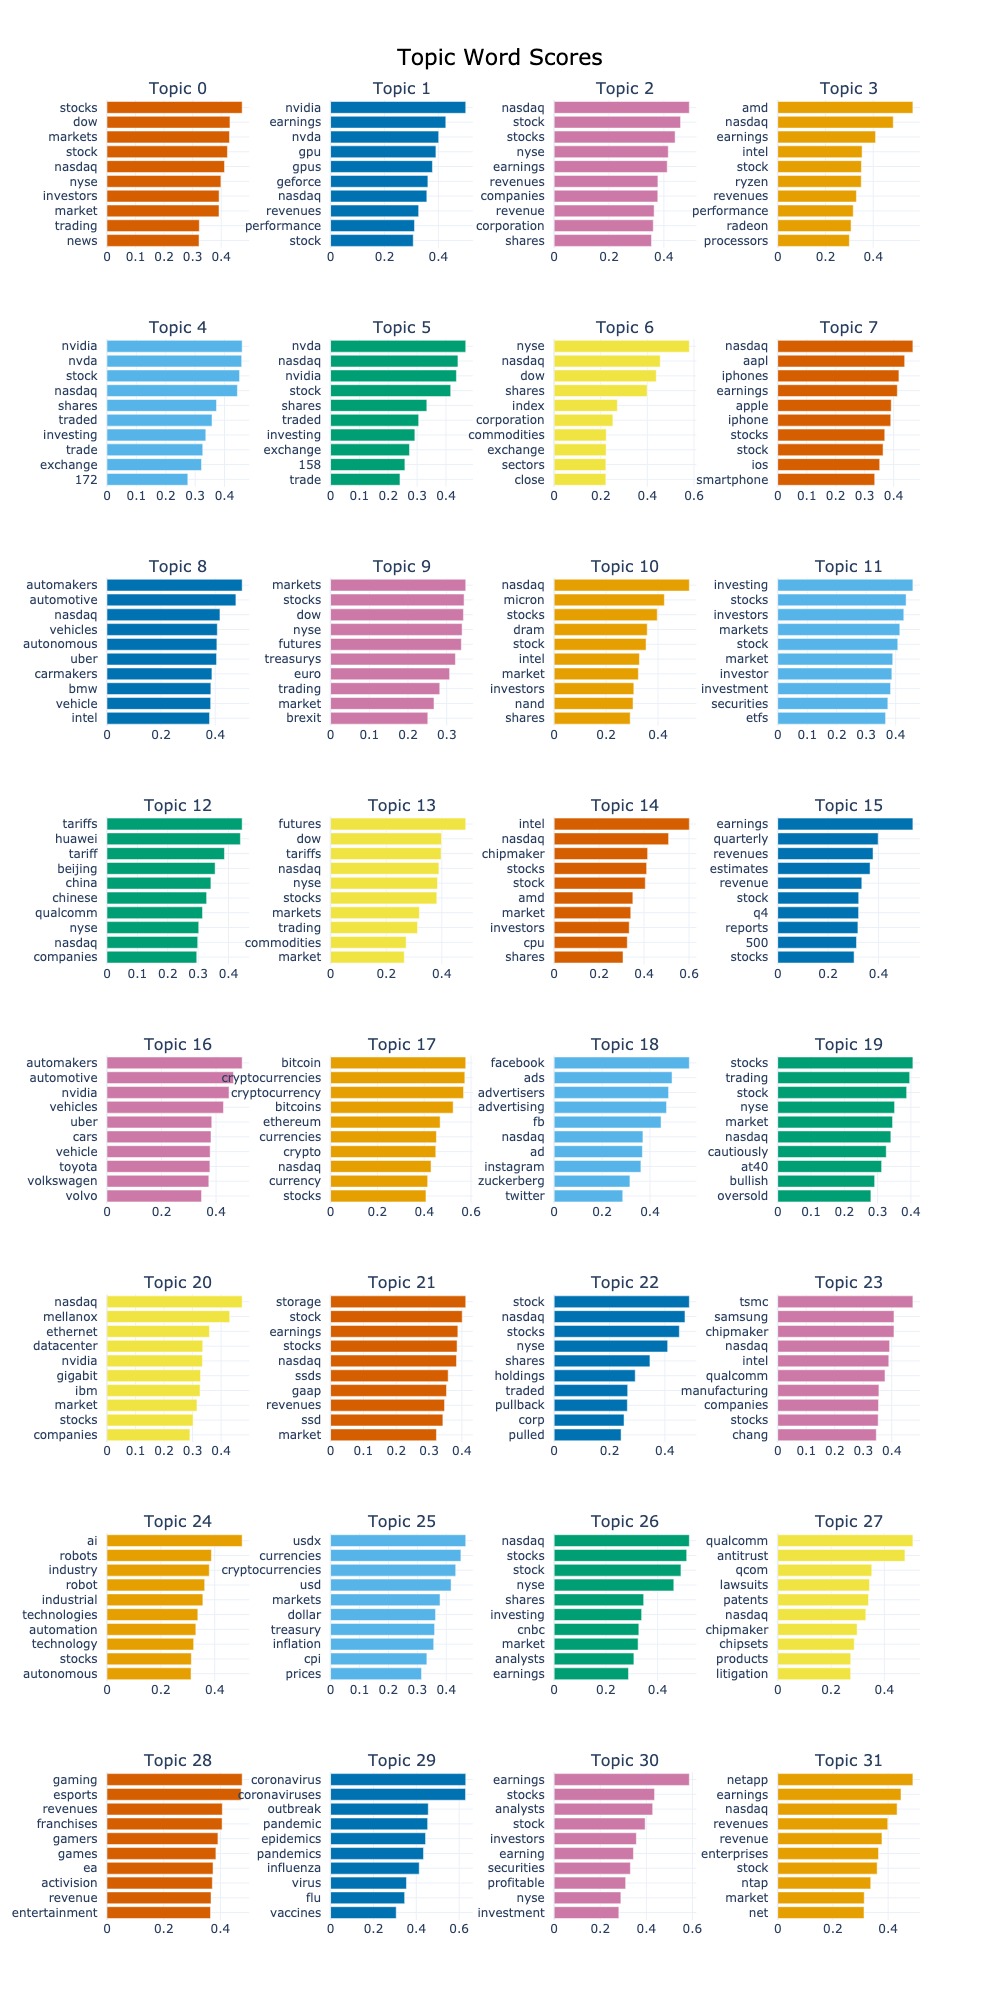 Topic Word Scores
Topic 0
stocks
dow
markets
stock
nasdaq
nyse
investors
market
trading
news
0 0.1 0.2 0.3 0.4
Topic 1
nvidia
earnings
nvda
gpu
gpus
geforce
nasdaq
revenues
performance
stock
0 0.2 0.4
Topic 2
nasdaq
stock
stocks
nyse
earnings
revenues
companies
revenue
corporation
shares
0 0.2 0.4
Topic 3
amd
nasdaq
earnings
intel
stock
ryzen
revenues
performance
radeon
processors
0 0.2 0.4
Topic 4
nvidia
nvda
stock
nasdaq
shares
traded
investing
trade
exchange
172
0 0.1 0.2 0.3 0.4
Topic 5
nvda
nasdaq
nvidia
stock
shares
traded
investing
exchange
158
trade
0 0.1 0.2 0.3 0.4
Topic 6
nyse
nasdaq
dow
shares
index
corporation
commodities
exchange
sectors
close
0 0.2 0.4 0.6
Topic 7
nasdaq
aapl
iphones
earnings
apple
iphone
stocks
stock
ios
smartphone
0 0.1 0.2 0.3 0.4
Topic 8
automakers
automotive
nasdaq
vehicles
autonomous
uber
carmakers
bmw
vehicle
intel
0 0.2 0.4
Topic 9
markets
stocks
dow
nyse
futures
treasurys
euro
trading
market
brexit
0 0.1 0.2 0.3
Topic 10
nasdaq
micron
stocks
dram
stock
intel
market
investors
nand
shares
0 0.2 0.4
Topic 11
investing
stocks
investors
markets
stock
market
investor
investment
securities
etfs
0 0.1 0.2 0.3 0.4
Topic 12
tariffs
huawei
tariff
beijing
china
chinese
qualcomm
nyse
nasdaq
companies
0 0.1 0.2 0.3 0.4
Topic 13
futures
dow
tariffs
nasdaq
nyse
stocks
markets
trading
commodities
market
0 0.2 0.4
Topic 14
intel
nasdaq
chipmaker
stocks
stock
amd
market
investors
cpu
shares
0 0.2 0.4 0.6
Topic 15
earnings
quarterly
revenues
estimates
revenue
stock
q4
reports
500
stocks
0 0.2 0.4
Topic 16
automakers
automotive
nvidia
vehicles
uber
cars
vehicle
toyota
volkswagen
volvo
0 0.2 0.4
Topic 17
bitcoin
cryptocurrencies
cryptocurrency
bitcoins
ethereum
currencies
crypto
nasdaq
currency
stocks
0 0.2 0.4 0.6
Topic 18
facebook
ads
advertisers
advertising
fb
nasdaq
ad
instagram
zuckerberg
twitter
0 0.2 0.4
Topic 19
stocks
trading
stock
nyse
market
nasdaq
cautiously
at40
bullish
oversold
0 0.1 0.2 0.3 0.4
Topic 20
nasdaq
mellanox
ethernet
datacenter
nvidia
gigabit
ibm
market
stocks
companies
0 0.1 0.2 0.3 0.4
Topic 21
storage
stock
earnings
stocks
nasdaq
ssds
gaap
revenues
ssd
market
0 0.1 0.2 0.3 0.4
Topic 22
stock
nasdaq
stocks
nyse
shares
holdings
traded
pullback
corp
pulled
0 0.2 0.4
Topic 23
tsmc
samsung
chipmaker
nasdaq
intel
qualcomm
manufacturing
companies
stocks
chang
0 0.1 0.2 0.3 0.4
Topic 24
ai
robots
industry
robot
industrial
technologies
automation
technology
stocks
autonomous
0 0.2 0.4
Topic 25
usdx
currencies
cryptocurrencies
usd
markets
dollar
treasury
inflation
cpi
prices
0 0.1 0.2 0.3 0.4
Topic 26
nasdaq
stocks
stock
nyse
shares
investing
cnbc
market
analysts
earnings
0 0.2 0.4
Topic 27
qualcomm
antitrust
qcom
lawsuits
patents
nasdaq
chipmaker
chipsets
products
litigation
0 0.2 0.4
Topic 28
gaming
esports
revenues
franchises
gamers
games
ea
activision
revenue
entertainment
0 0.2 0.4
Topic 29
coronavirus
coronaviruses
outbreak
pandemic
epidemics
pandemics
influenza
virus
flu
vaccines
0 0.2 0.4 0.6
Topic 30
earnings
stocks
analysts
stock
investors
earning
securities
profitable
nyse
investment
0 0.2 0.4 0.6
Topic 31
netapp
earnings
nasdaq
revenues
revenue
enterprises
stock
ntap
market
net
0 0.2 0.4